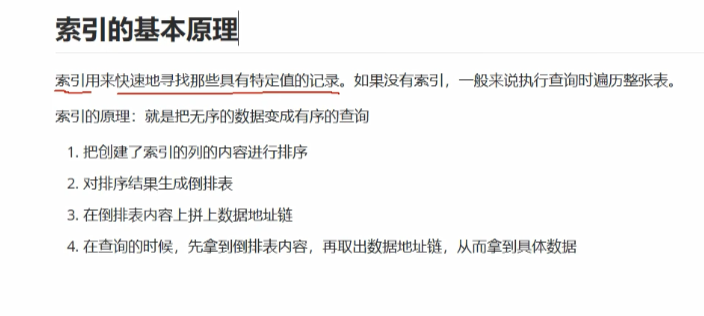 索引的基本原理
索引用来快速地寻找那些具有特定值的记录。如果没有索引，一般来说执行查询时遍历整张表。
索引的原理：就是把无序的数据变成有序的查询
1. 把创建了索引的列的内容进行排序
2. 对排序结果生成倒排表
3. 在倒排表内容上拼上数据地址链
4. 在查询的时候，先拿到倒排表内容，再取出数据地址链，从而拿到具体数据